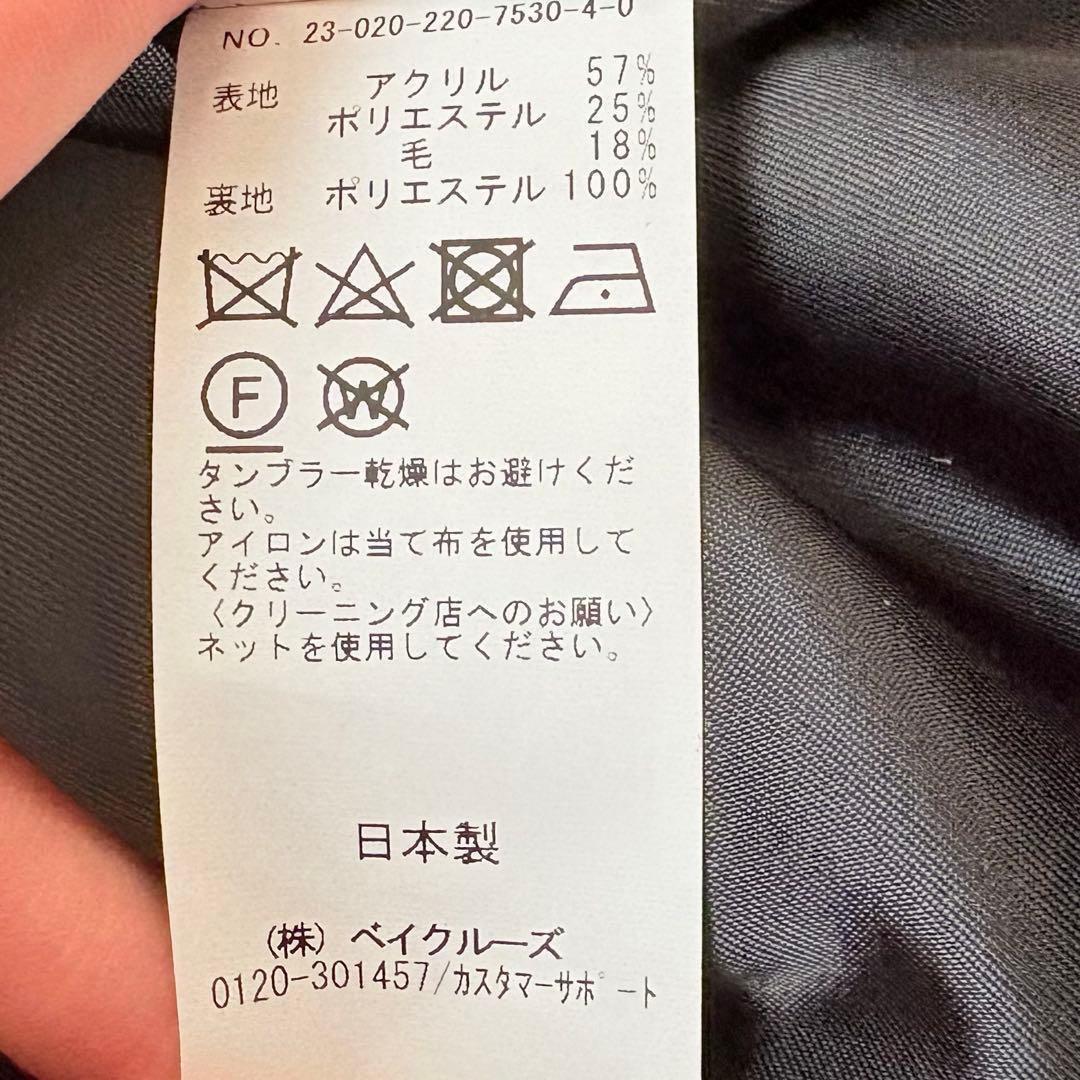 NO. 23-020-220-7530-4-0
表地 アクリル 57%
ポリエステル 25%
毛 18%
裏地 ポリエステル 100%
F W
タンブラー乾燥はお避けくだ
さい。
アイロンは当て布を使用して
ください。
〈クリーニング店へのお願い〉
ネットを使用してください。
日本製
(株) ベイクルーズ
0120-301457/カスタマーサポート